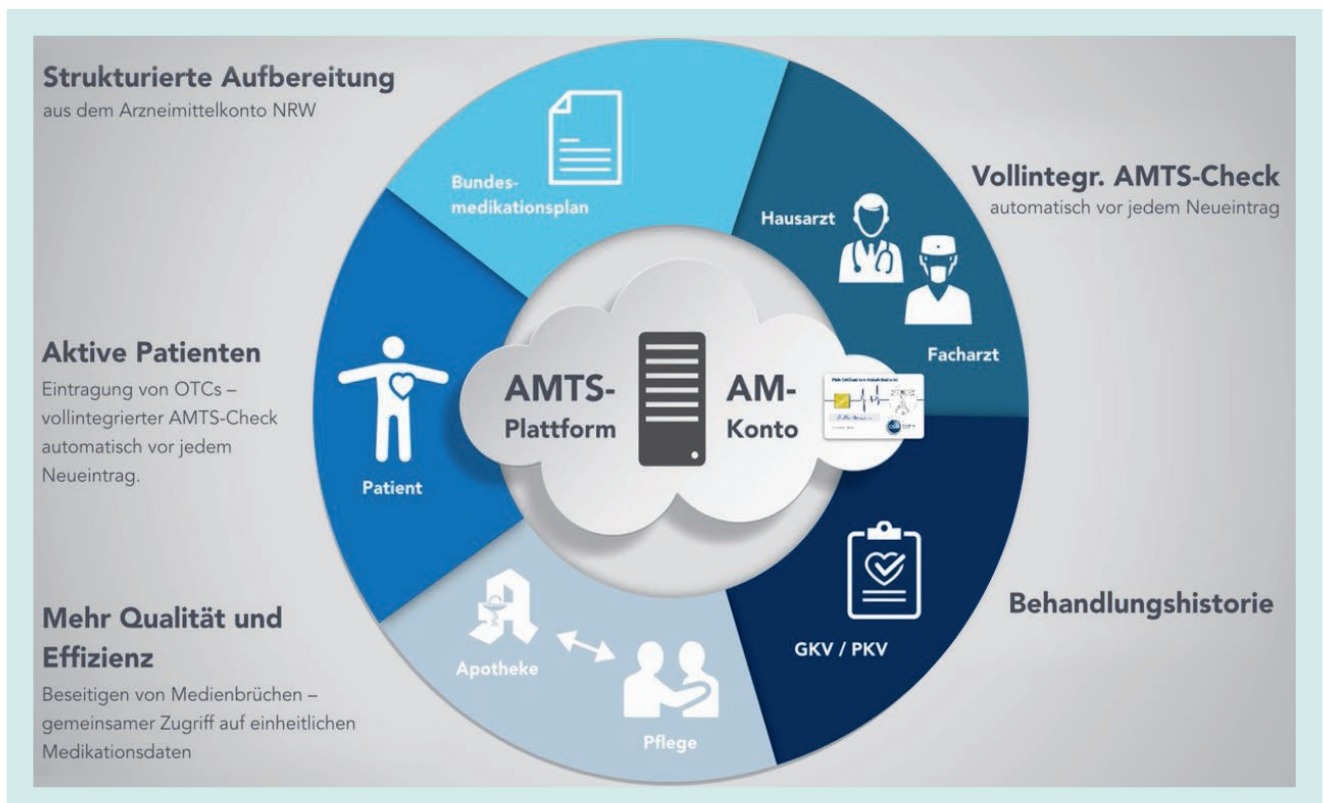 Strukturierte Aufbereitung
aus dem Arzneimittelkonto NRW
Bundes-
medikationsplan
Vollintegr. AMTS-Check
automatisch vor jedem Neueintrag
Hausarzt
Facharzt
Aktive Patienten
Eintragung von OTCs –
vollintegrierter AMTS-Check
automatisch vor jedem
Neueintrag.
Patient
AMTS-
Plattform
AM-
Konto
Mehr Qualität und
Effizienz
Beseitigen von Medienbrüchen –
gemeinsamer Zugriff auf einheitlichen
Medikationsdaten
Apotheke
Pflege
GKV / PKV
Behandlungshistorie